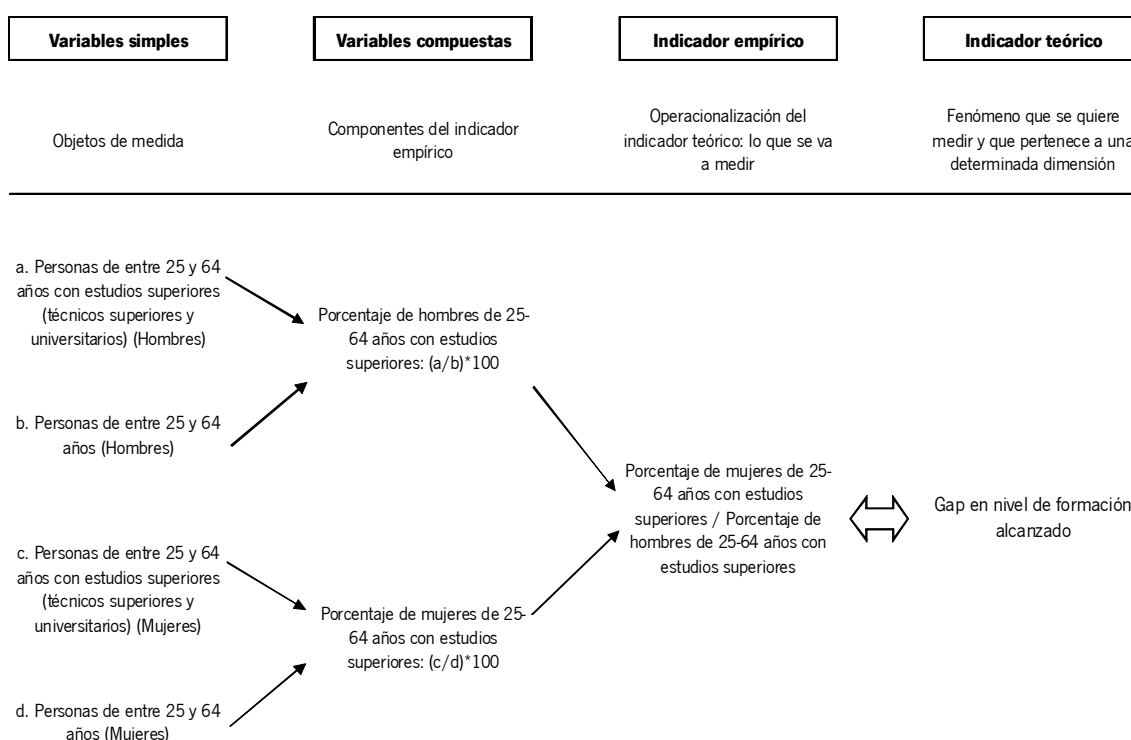 Variables simples
Variables compuestas
Indicador empírico
Indicador teórico
Objetos de medida
Componentes del indicador
empírico
Operacionalización del
indicador teórico: lo que se va
a medir
Fenómeno que se quiere
medir y que pertenece a una
determinada dimensión
a. Personas de entre 25 y 64
años con estudios superiores
(técnicos superiores y
universitarios) (Hombres)
b. Personas de entre 25 y 64
años (Hombres)
c. Personas de entre 25 y 64
años con estudios superiores
(técnicos superiores y
universitarios) (Mujeres)
d. Personas de entre 25 y 64
años (Mujeres)
Porcentaje de hombres de 25-
64 años con estudios
superiores: (a/b)*100
Porcentaje de mujeres de 25-
64 años con estudios
superiores: (c/d)*100
Porcentaje de mujeres de 25-
64 años con estudios
superiores / Porcentaje de
hombres de 25-64 años con
estudios superiores
Gap en nivel de formación
alcanzado